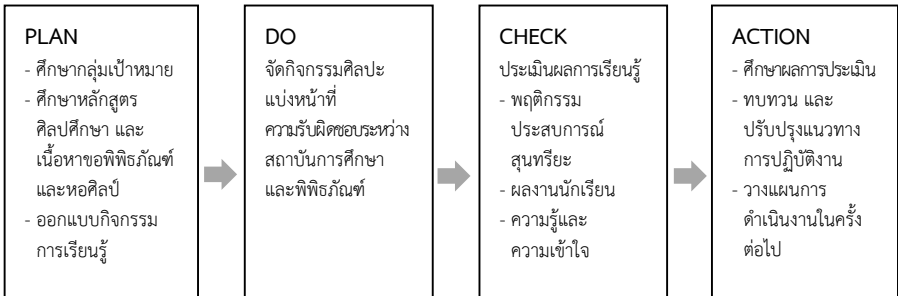 PLAN
- ศึกษากลุ่มเป้าหมาย
- ศึกษาหลักสูตร
ศิลปศึกษา และ
เนื้อหาขอพิพิธภัณฑ์
และหอศิลป์
- ออกแบบกิจกรรม
การเรียนรู้
DO
จัดกิจกรรมศิลปะ
แบ่งหน้าที่
ความรับผิดชอบระหว่าง
สถาบันการศึกษา
และพิพิธภัณฑ์
CHECK
ประเมินผลการเรียนรู้
- พฤติกรรม
ประสบการณ์
สุนทรียะ
- ผลงานนักเรียน
- ความรู้และ
ความเข้าใจ
ACTION
- ศึกษาผลการประเมิน
- ทบทวน และ
ปรับปรุงแนวทาง
การปฏิบัติงาน
- วางแผนการ
ดำเนินงานในครั้ง
ต่อไป